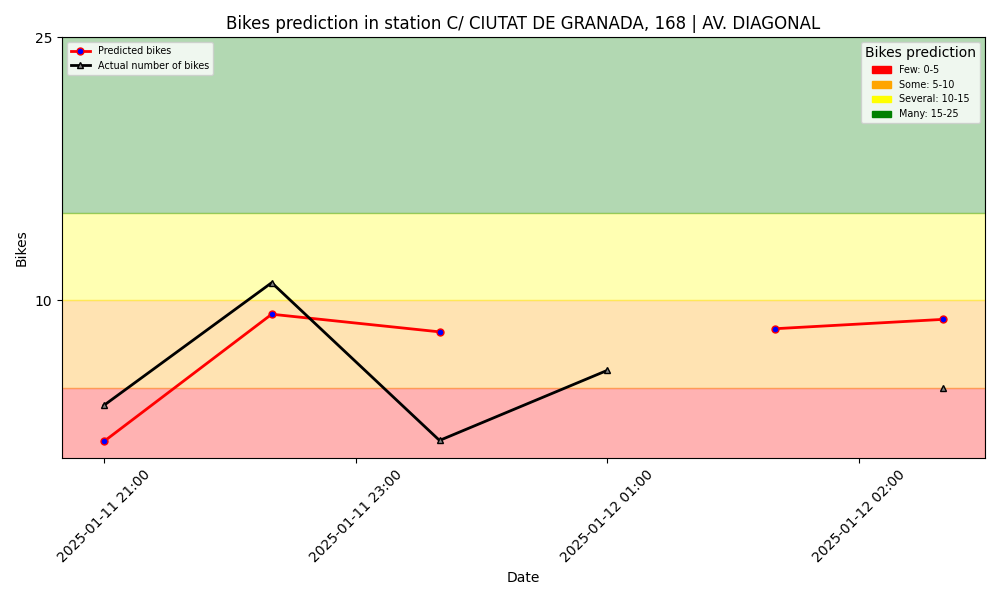 Bikes prediction in station C/ CIUTAT DE GRANADA, 168 | AV. DIAGONAL
25
Predicted bikes
Actual number of bikes
Bikes prediction
Few: 0-5
Some: 5-10
Several: 10-15
Many: 15-25
Bikes
10
2025-01-11 21:00
2025-01-11 23:00
2025-01-12 01:00
2025-01-12 02:00
Date